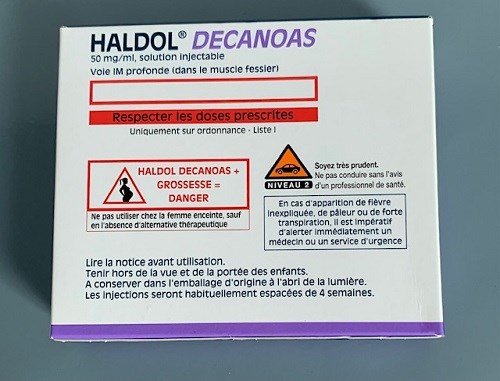 HALDOL® DECANOAS
50 mg/ml, solution injectable
Voie IM profonde (dans le muscle fessier)
Respecter les doses prescrites
Uniquement sur ordonnance - Liste I
HALDOL DECANOAS +
GROSSESSE =
DANGER
Ne pas utiliser chez la femme enceinte, sauf
en l'absence d'alternative thérapeutique
NIVEAU 2
Soyez très prudent.
Ne pas conduire sans l'avis
d'un professionnel de santé.
En cas d'apparition de fièvre
inexpliquée, de pâleur ou de forte
transpiration, il est impératif
d'alerter immédiatement un
médecin ou un service d'urgence
Lire la notice avant utilisation.
Tenir hors de la vue et de la portée des enfants.
A conserver dans l'emballage d'origine à l'abri de la lumière.
Les injections seront habituellement espacées de 4 semaines.